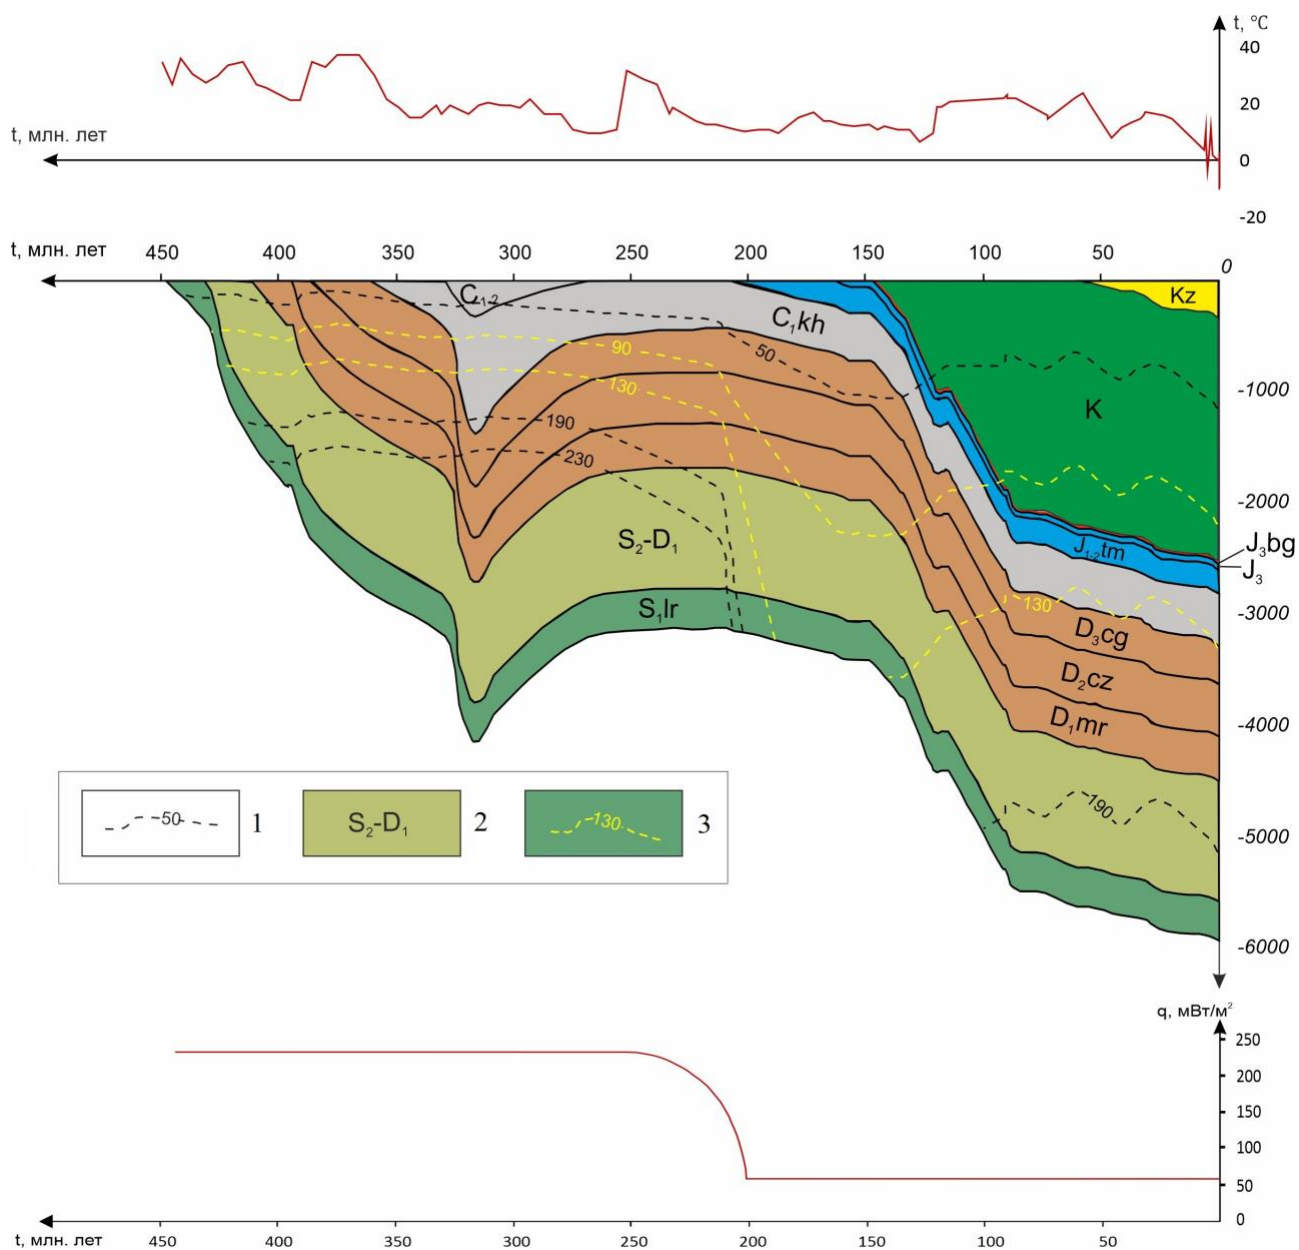 t, °C
40
20
t, млн. лет
0
-20
t, млн. лет 450 400 350 300 250 200 150 100 50 0
Kz
C₁₋₂
C₁kh
90
50
130
-1000
K
190
230
-2000
S₂-D₁
J₁₋₂tm
J₃bg
J₃
S₁lr
130
-3000
D₃cg
D₂cz
D₁mr
-4000
50 1 S₂-D₁ 2 130 3
190
-5000
-6000
q, мВт/м²
250
200
150
100
50
0
t, млн. лет 450 400 350 300 250 200 150 100 50